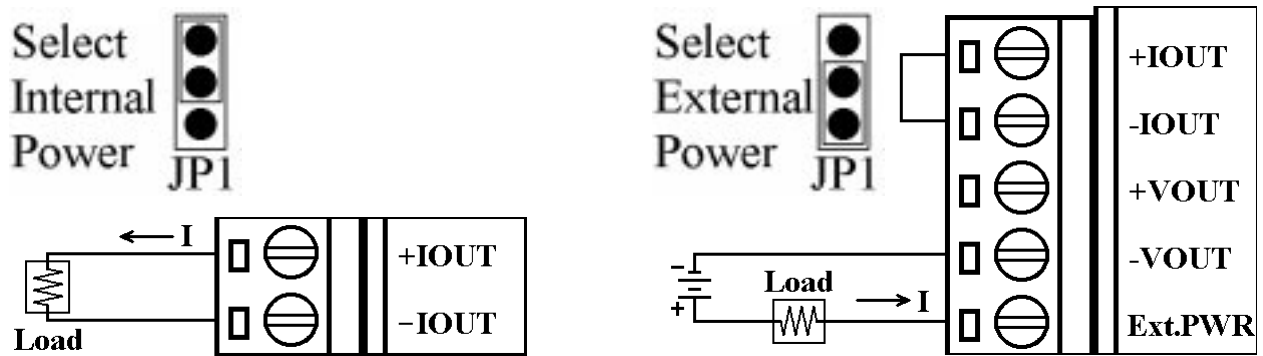 Select
Internal
Power
JP1
I
+IOUT
−IOUT
Load
Select
External
Power
JP1
+IOUT
-IOUT
+VOUT
-VOUT
Ext.PWR
-
+
Load
I